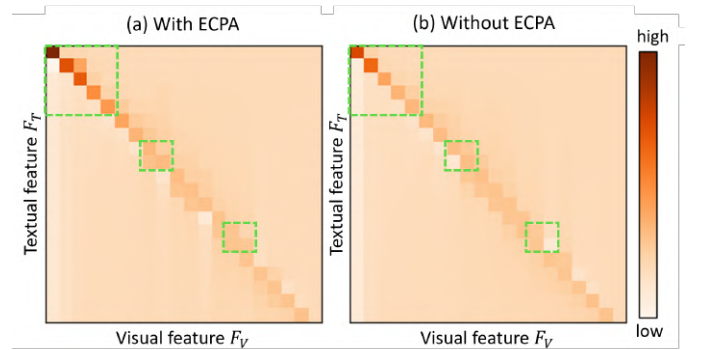 (a) With ECPA
(b) Without ECPA
high
Textual feature F_T
Textual feature F_T
low
Visual feature F_V
Visual feature F_V